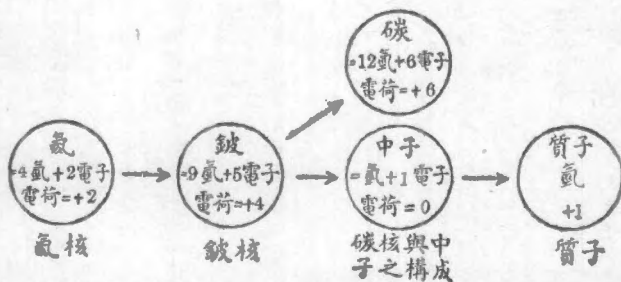 碳
=12氫+6電子
電荷=+6
氦
=4氫+2電子
電荷=+2
鈹
=9氫+5電子
電荷=+4
中子
=氫+1電子
電荷=0
質子
氫
+1
氦核
鈹核
碳核與中
子之構成
質子